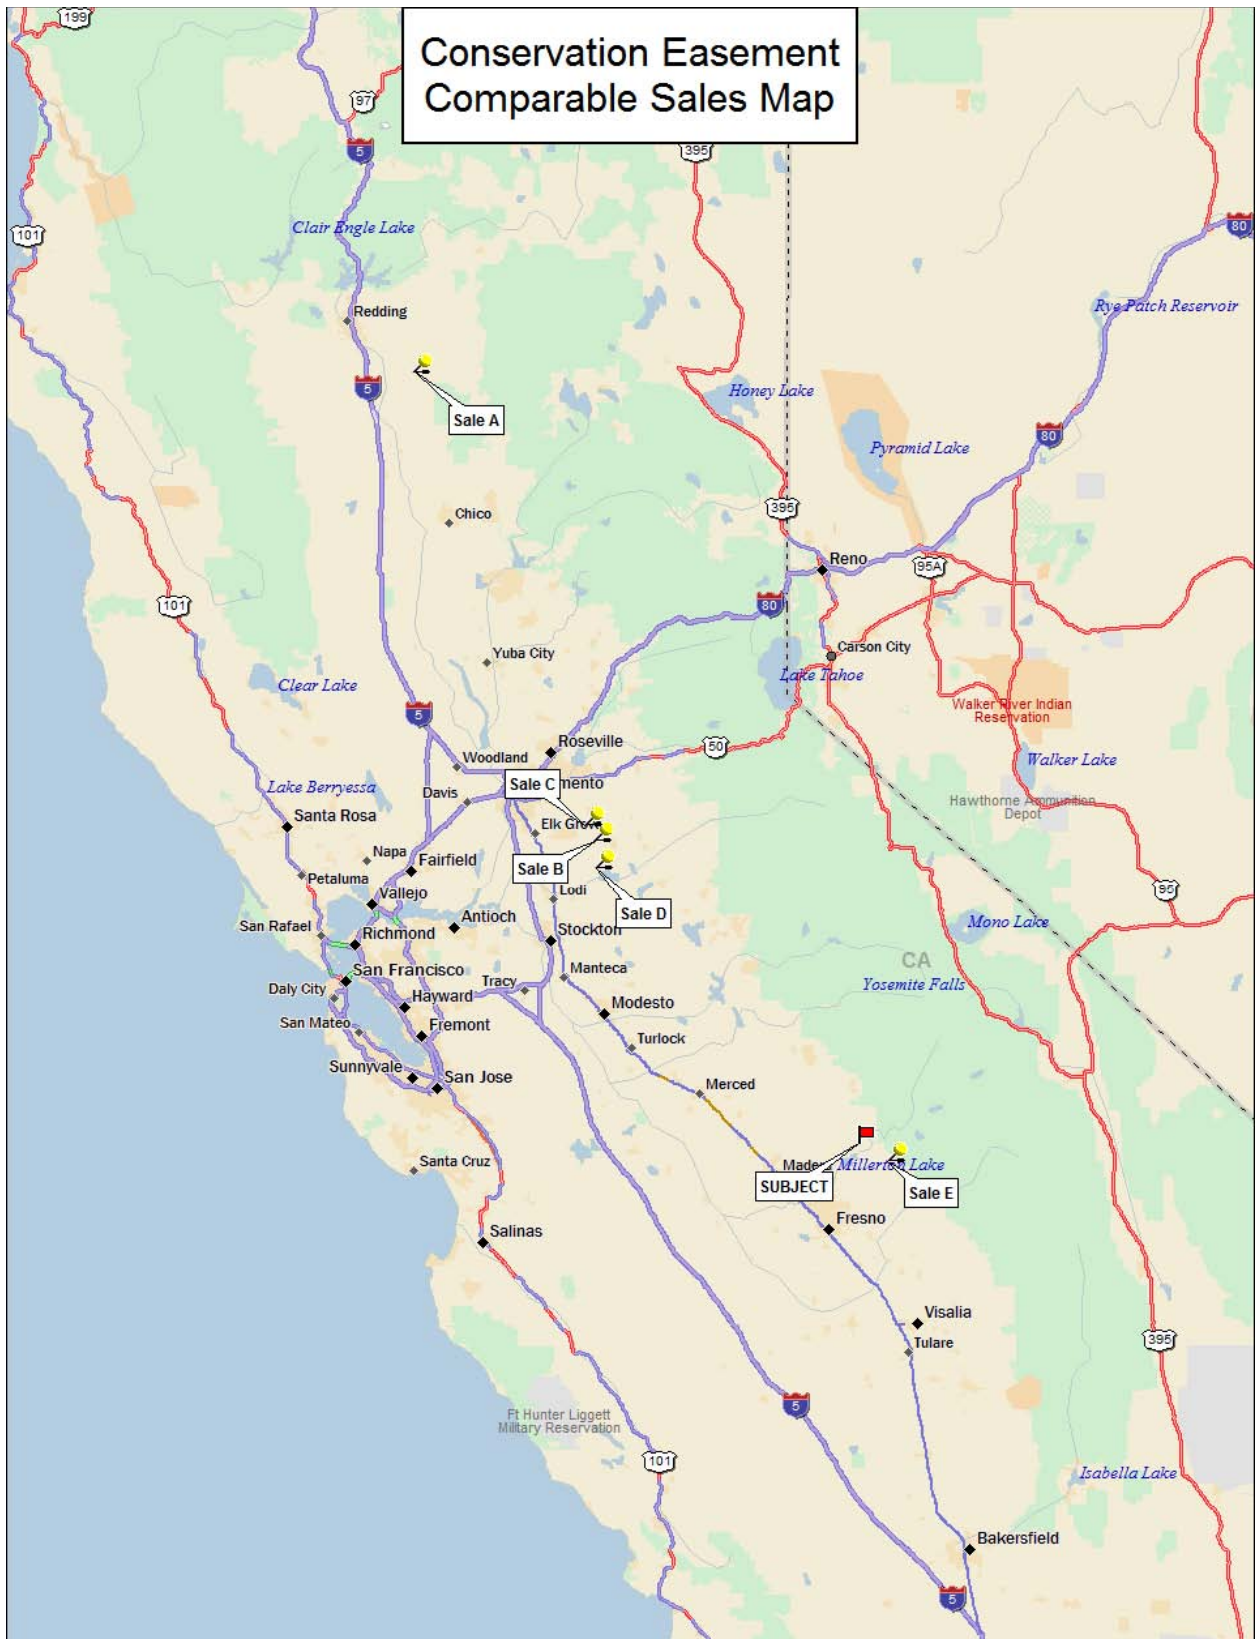 Conservation Easement
Comparable Sales Map
199
97
5
395
101
80
Clair Engle Lake
Rye Patch Reservoir
Redding
5
Honey Lake
Sale A
80
Pyramid Lake
395
Chico
Reno
95A
101
80
Carson City
Yuba City
Lake Tahoe
Clear Lake
Walker River Indian
Reservation
5
50
Roseville
Woodland
Walker Lake
Sale C
mento
Lake Berryessa
Davis
Hawthorne Ammunition
Depot
Santa Rosa
Elk Grove
Napa
Fairfield
Sale B
Petaluma
Lodi
95
Vallejo
Sale D
Antioch
San Rafael
Richmond
Stockton
Mono Lake
CA
San Francisco
Manteca
Tracy
Yosemite Falls
Daly City
Hayward
Modesto
San Mateo
Fremont
Turlock
Sunnyvale
San Jose
Merced
Santa Cruz
Madera
Millerton Lake
SUBJECT
Sale E
Fresno
Salinas
Visalia
Tulare
395
5
Ft Hunter Liggett
Military Reservation
101
Isabella Lake
Bakersfield
5